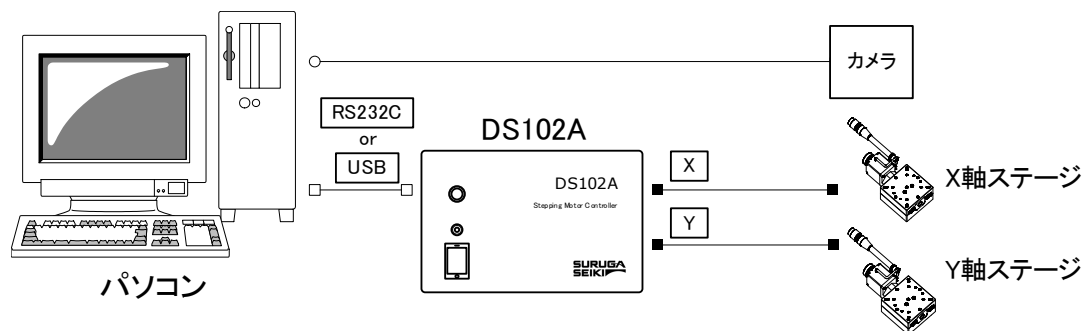 カメラ
RS232C
or
USB
DS102A
DS102A
Stepping Motor Controller
SURUGA
SEIKI
X
Y
X軸ステージ
Y軸ステージ
パソコン